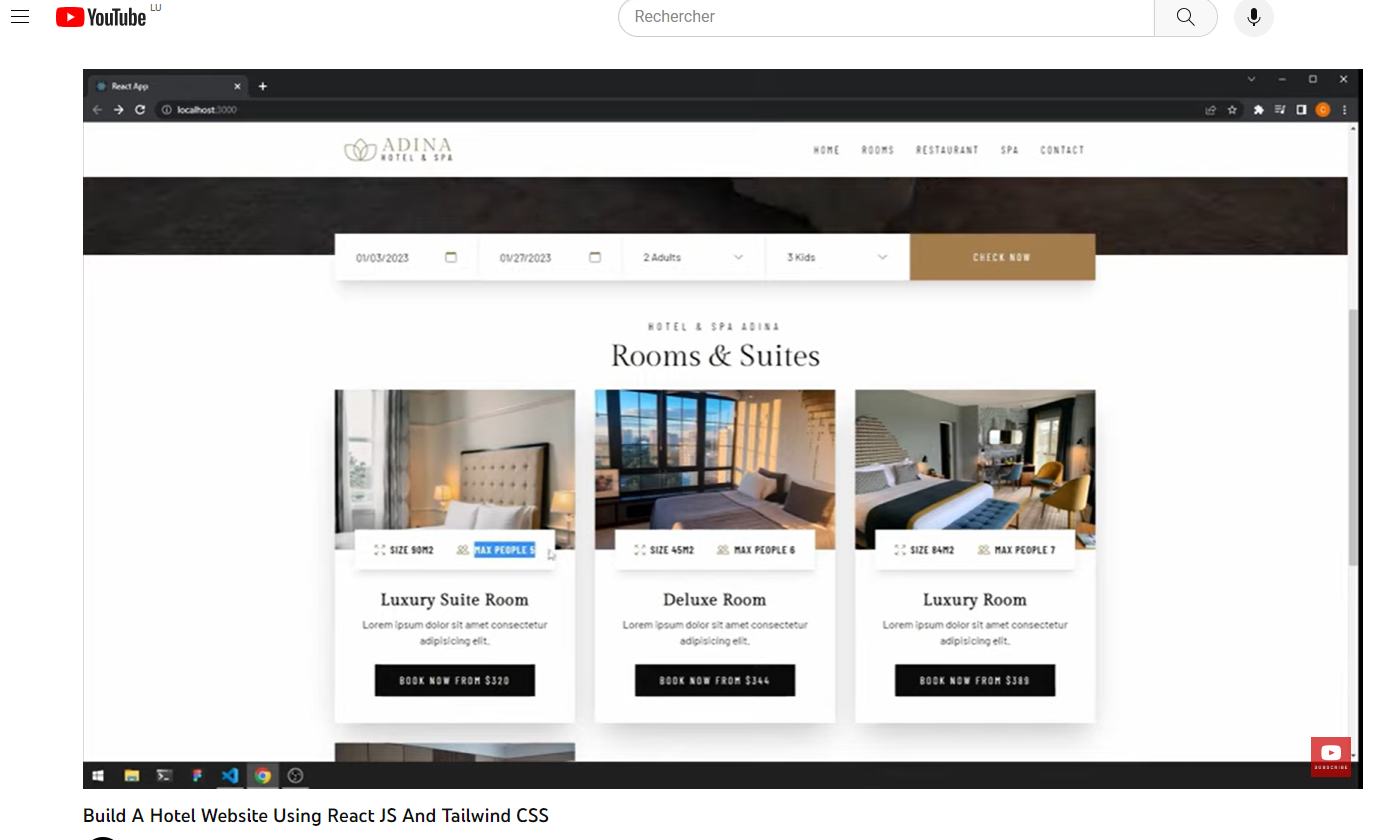 YouTube LU
Rechercher
React App
localhost:3000
ADINA
HOTEL & SPA
HOME ROOMS RESTAURANT SPA CONTACT
01/03/2023 01/27/2023 2 Adults 3 Kids CHECK NOW
HOTEL & SPA ADINA
Rooms & Suites
SIZE 90M2 MAX PEOPLE 5 SIZE 45M2 MAX PEOPLE 6 SIZE 84M2 MAX PEOPLE 7
Luxury Suite Room Deluxe Room Luxury Room
Lorem ipsum dolor sit amet consectetur Lorem ipsum dolor sit amet consectetur Lorem ipsum dolor sit amet consectetur
adipisicing elit. adipisicing elit. adipisicing elit.
BOOK NOW FROM $320 BOOK NOW FROM $344 BOOK NOW FROM $389
SUBSCRIBE
Build A Hotel Website Using React JS And Tailwind CSS